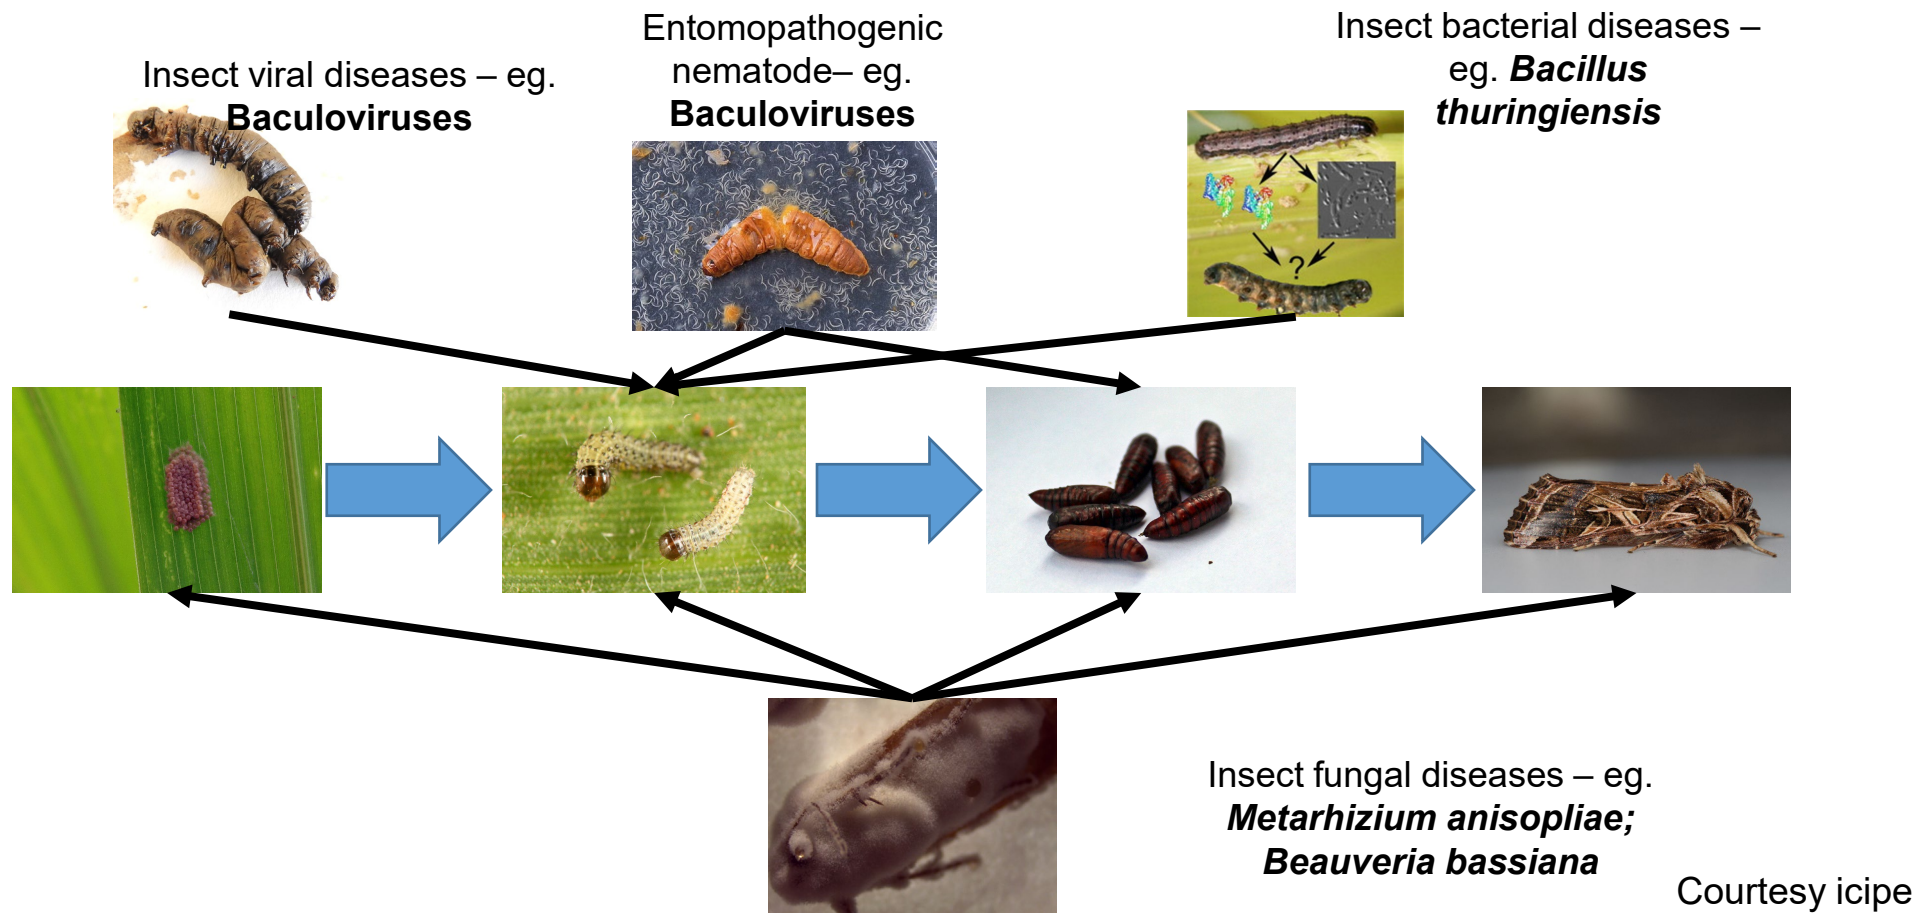 Insect viral diseases – eg.
Baculoviruses
Entomopathogenic
nematode– eg.
Baculoviruses
Insect bacterial diseases –
eg. Bacillus
thuringiensis
?
Insect fungal diseases – eg.
Metarhizium anisopliae;
Beauveria bassiana
Courtesy icipe